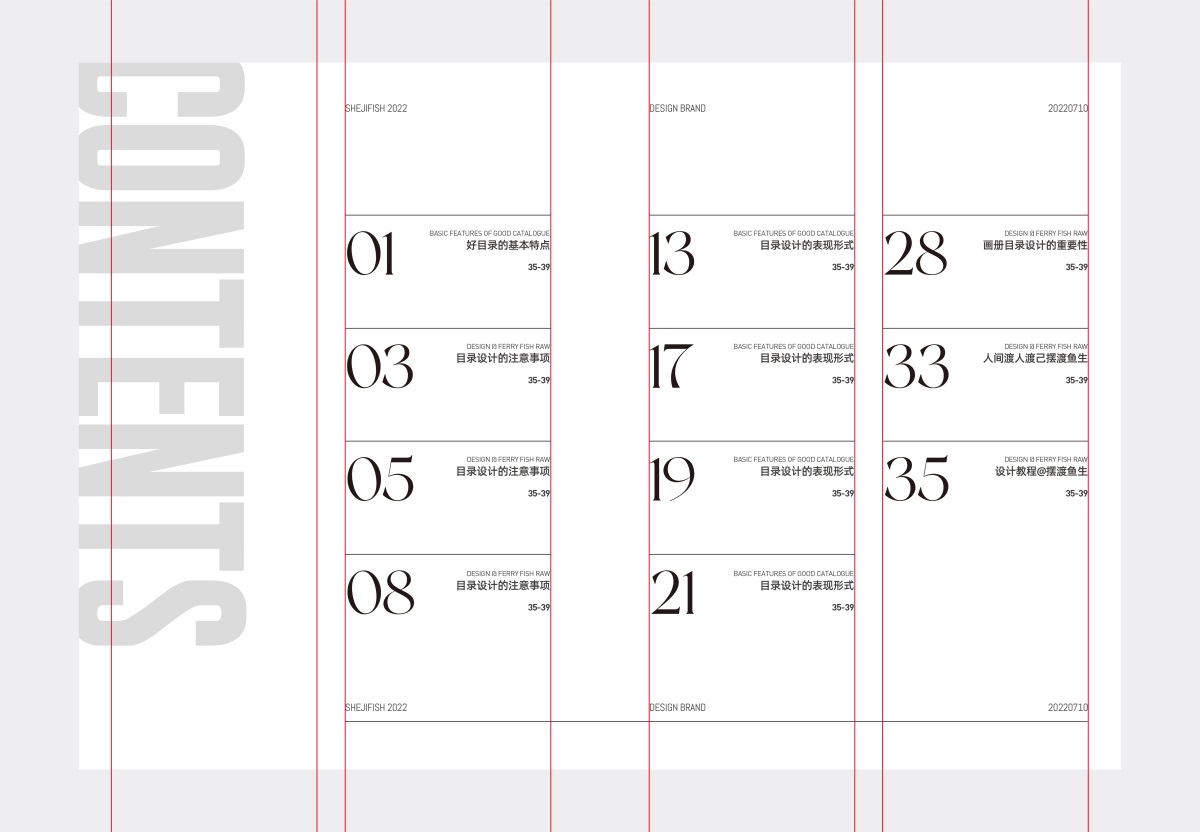 CONTENTS
SHEJIFISH 2022
DESIGN BRAND
20220710
01
BASIC FEATURES OF GOOD CATALOGUE
好目录的基本特点
35-39
03
DESIGN @ FERRY FISH RAW
目录设计的注意事项
35-39
05
DESIGN @ FERRY FISH RAW
目录设计的注意事项
35-39
08
DESIGN @ FERRY FISH RAW
目录设计的注意事项
35-39
13
BASIC FEATURES OF GOOD CATALOGUE
目录设计的表现形式
35-39
17
BASIC FEATURES OF GOOD CATALOGUE
目录设计的表现形式
35-39
19
BASIC FEATURES OF GOOD CATALOGUE
目录设计的表现形式
35-39
21
BASIC FEATURES OF GOOD CATALOGUE
目录设计的表现形式
35-39
28
DESIGN @ FERRY FISH RAW
画册目录设计的重要性
35-39
33
DESIGN @ FERRY FISH RAW
人间渡人渡己摆渡鱼生
35-39
35
DESIGN @ FERRY FISH RAW
设计教程@摆渡鱼生
35-39
SHEJIFISH 2022
DESIGN BRAND
20220710